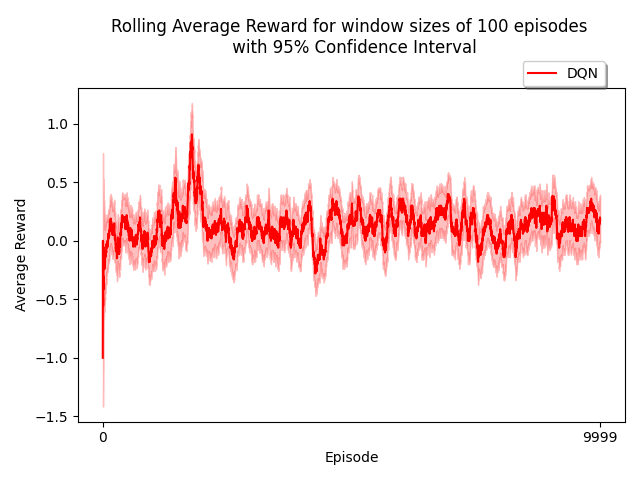 Rolling Average Reward for window sizes of 100 episodes
with 95% Confidence Interval
DQN
1.0
0.5
0.0
−0.5
−1.0
−1.5
Average Reward
0
9999
Episode